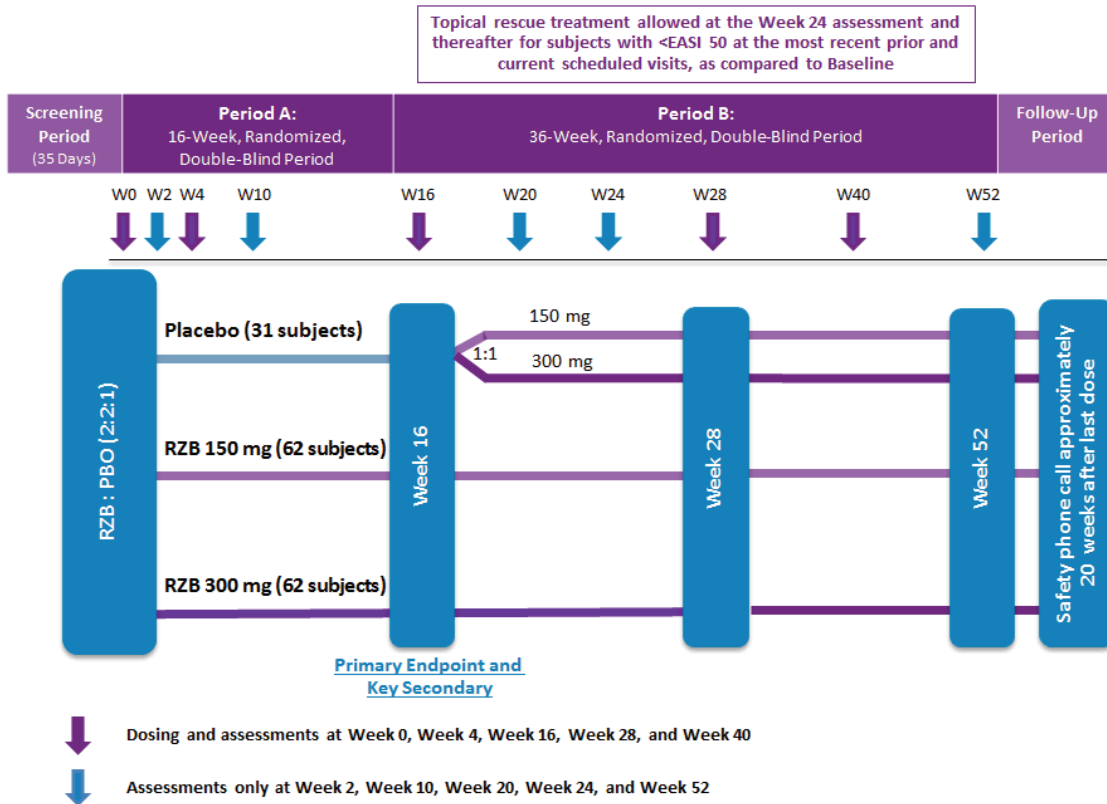 Topical rescue treatment allowed at the Week 24 assessment and
thereafter for subjects with <EASI 50 at the most recent prior and
current scheduled visits, as compared to Baseline
Screening
Period
(35 Days)
Period A:
16-Week, Randomized,
Double-Blind Period
Period B:
36-Week, Randomized, Double-Blind Period
Follow-Up
Period
W0
W2
W4
W10
W16
W20
W24
W28
W40
W52
RZB : PBO (2:2:1)
Placebo (31 subjects)
RZB 150 mg (62 subjects)
RZB 300 mg (62 subjects)
Week 16
1:1
150 mg
300 mg
Week 28
Week 52
Safety phone call approximately
20 weeks after last dose
Primary Endpoint and
Key Secondary
Dosing and assessments at Week 0, Week 4, Week 16, Week 28, and Week 40
Assessments only at Week 2, Week 10, Week 20, Week 24, and Week 52